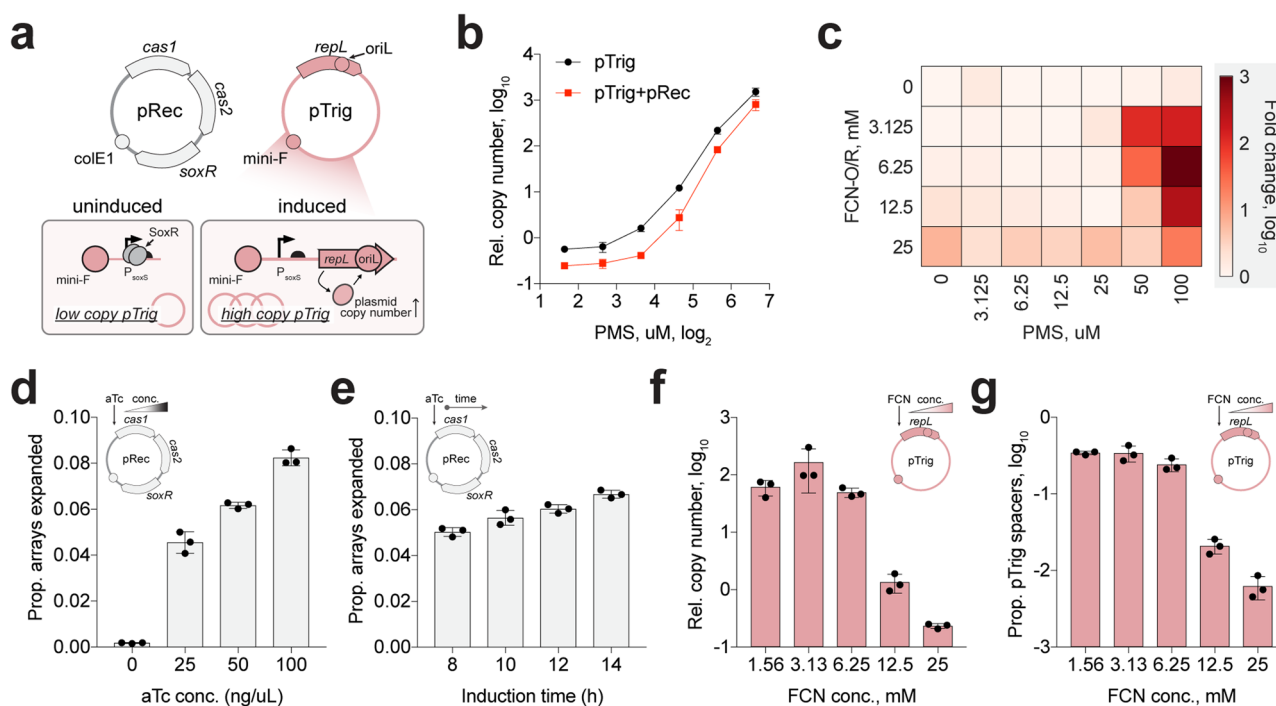 a
cas1
cas2
soxR
colE1
pRec
repL
oriL
pTrig
mini-F
uninduced
SoxR
mini-F
PsoxS
low copy pTrig
induced
mini-F
PsoxS
repL
oriL
plasmid
copy number ↑
high copy pTrig
b
pTrig
pTrig+pRec
Rel. copy number, log10
4
3
2
1
0
-1
1 2 3 4 5 6 7
PMS, uM, log2
c
FCN-O/R, mM
0
3.125
6.25
12.5
25
0 3.125 6.25 12.5 25 50 100
PMS, uM
3
2
1
0
Fold change, log10
d
aTc conc.
cas1
cas2
pRec
soxR
Prop. arrays expanded
0.10
0.08
0.06
0.04
0.02
0.00
0 25 50 100
aTc conc. (ng/uL)
e
aTc time
cas1
cas2
pRec
soxR
Prop. arrays expanded
0.10
0.08
0.06
0.04
0.02
0.00
8 10 12 14
Induction time (h)
f
FCN conc.
repL
pTrig
Rel. copy number, log10
3
2
1
0
-1
1.56 3.13 6.25 12.5 25
FCN conc., mM
g
FCN conc.
repL
pTrig
Prop. pTrig spacers, log10
-0
-1
-2
-3
1.56 3.13 6.25 12.5 25
FCN conc., mM